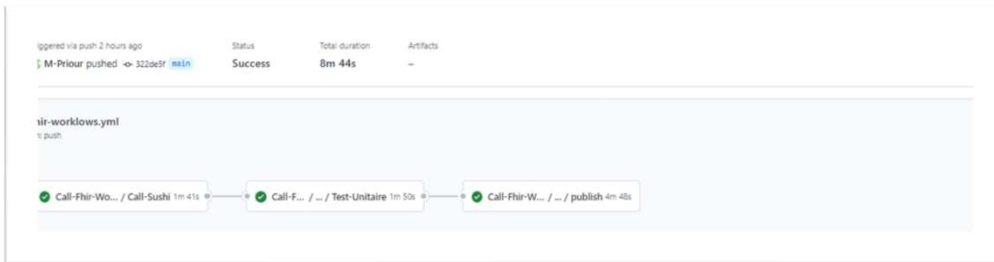 iggered via push 2 hours ago Status Total duration Artifacts
M-Priour pushed 322de5f main Success 8m 44s –
hir-worklows.yml
n: push
Call-Fhir-Wo... / Call-Sushi 1m 41s Call-F... / ... / Test-Unitaire 1m 50s Call-Fhir-W... / ... / publish 4m 48s